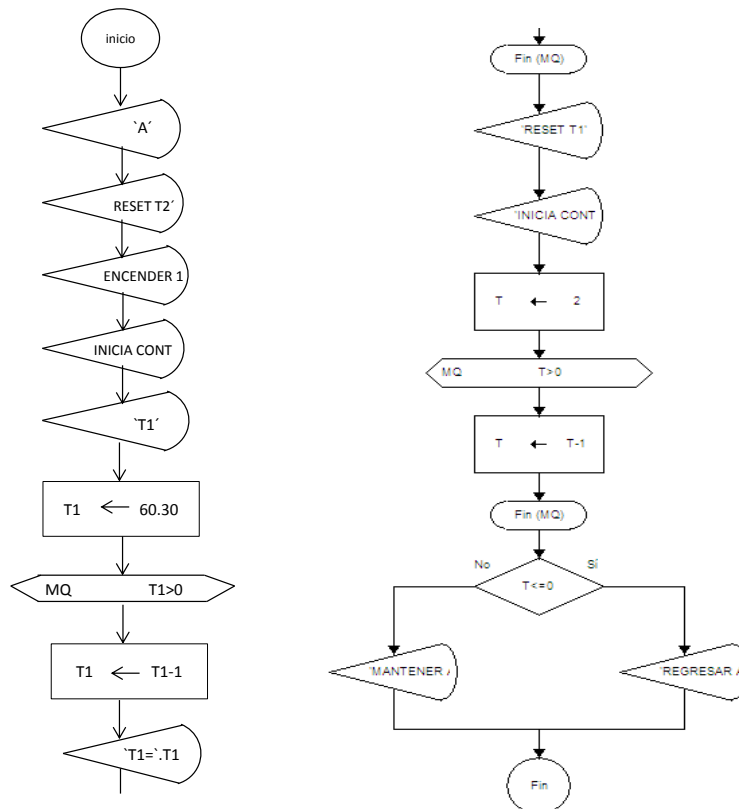 inicio
`A´
RESET T2´
ENCENDER 1
INICIA CONT
`T1´
T1 ← 60.30
MQ T1>0
T1 ← T1-1
`T1=`.T1
Fin (MQ)
'RESET T1'
'INICIA CONT
T ← 2
MQ T>0
T ← T-1
Fin (MQ)
No Sí
T<=0
'MANTENER
'REGRESAR A
Fin